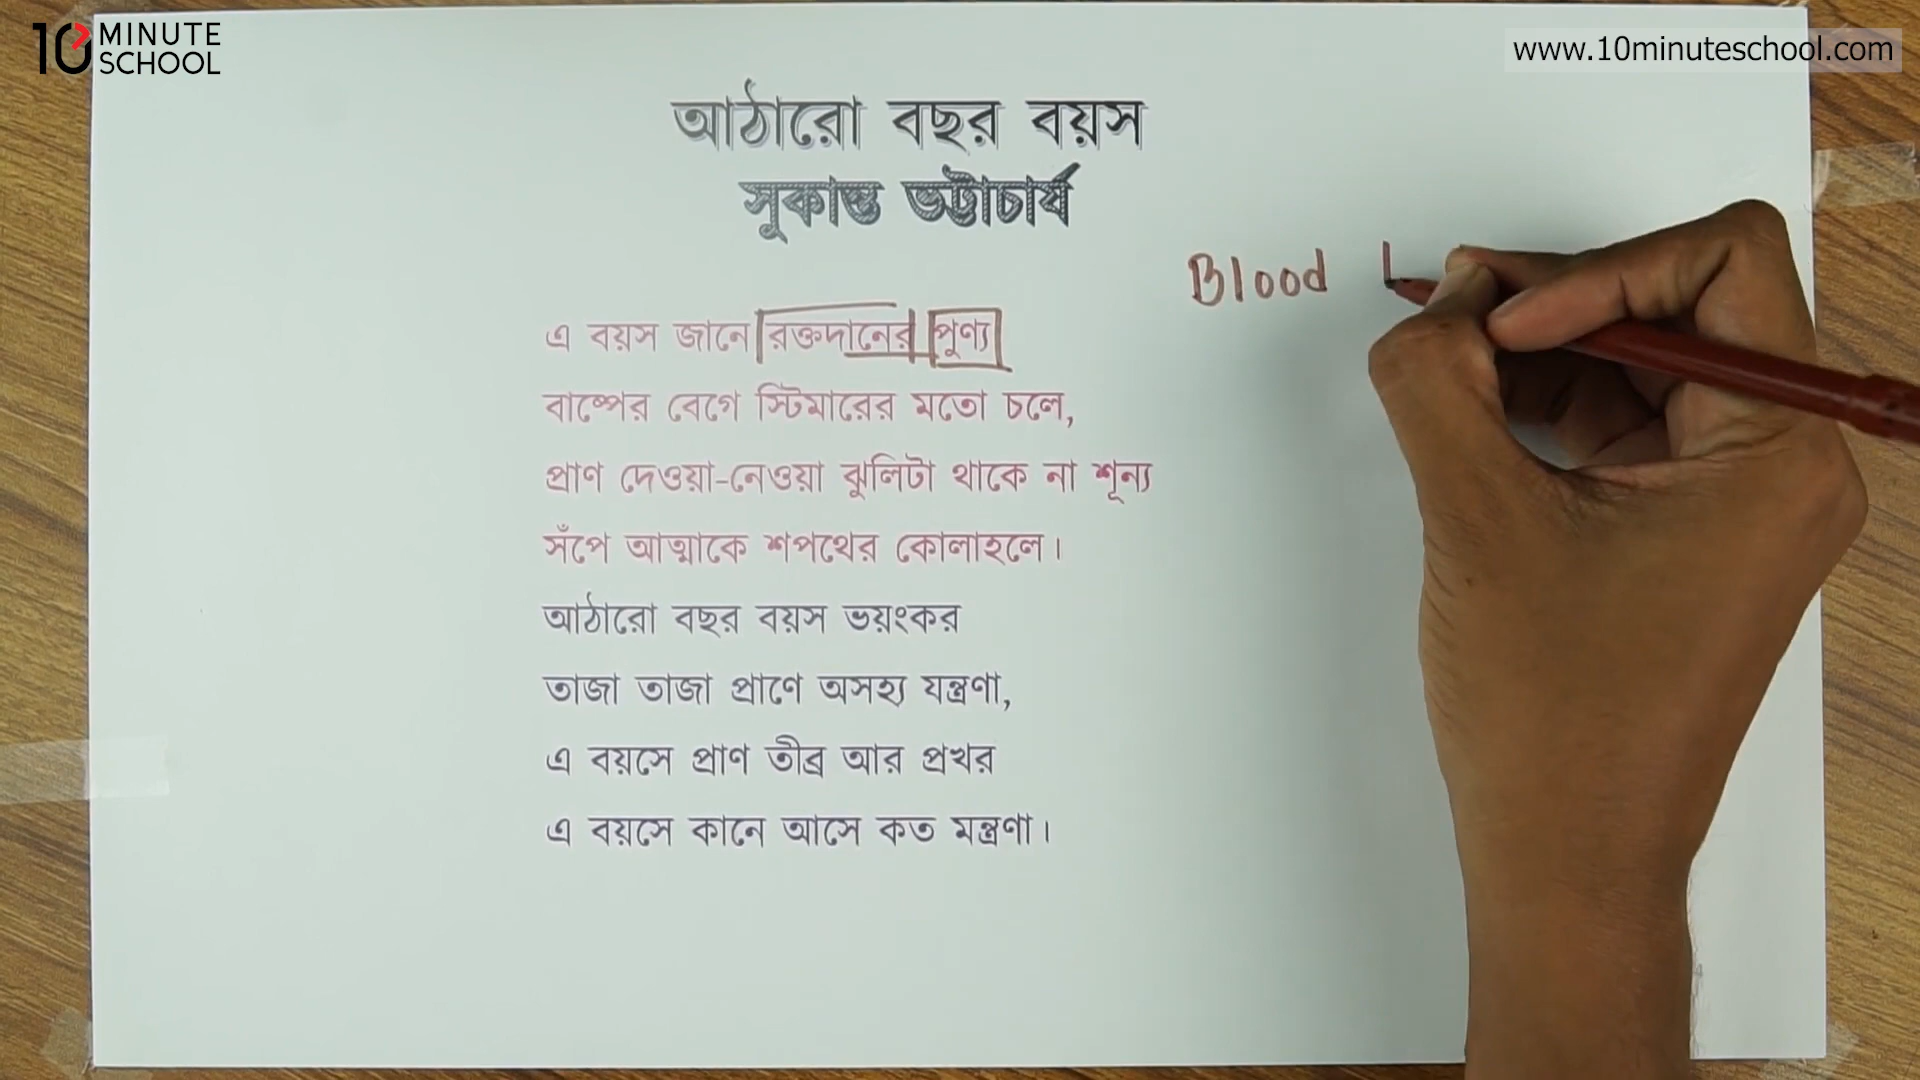 10 MINUTE SCHOOL
www.10minuteschool.com
আঠারো বছর বয়স
সুকান্ত ভট্টাচার্য
Blood
এ বয়স জানে রক্তদানের পুণ্য
বাষ্পের বেগে স্টিমারের মতো চলে,
প্রাণ দেওয়া-নেওয়া ঝুলিটা থাকে না শূন্য
সঁপে আত্মাকে শপথের কোলাহলে।
আঠারো বছর বয়স ভয়ংকর
তাজা তাজা প্রাণে অসহ্য যন্ত্রণা,
এ বয়সে প্রাণ তীব্র আর প্রখর
এ বয়সে কানে আসে কত মন্ত্রণা।